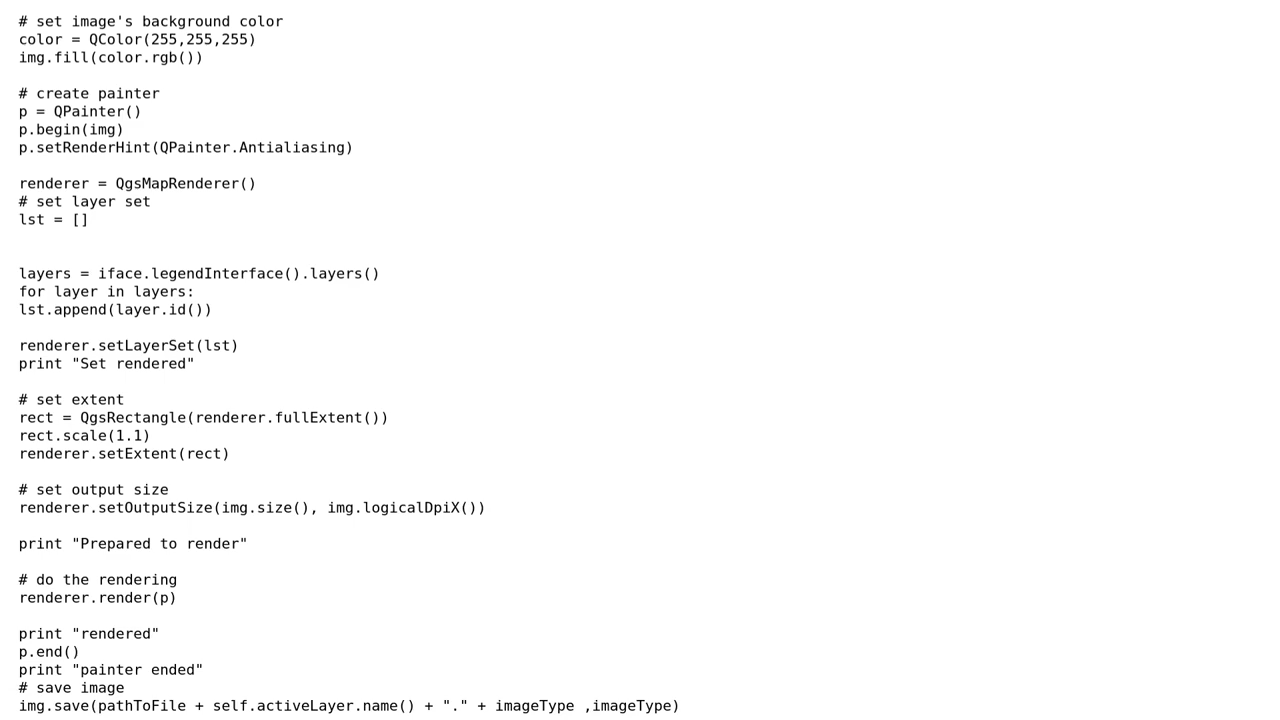 # set image's background color
color = QColor(255,255,255)
img.fill(color.rgb())

# create painter
p = QPainter()
p.begin(img)
p.setRenderHint(QPainter.Antialiasing)

renderer = QgsMapRenderer()
# set layer set
lst = []


layers = iface.legendInterface().layers()
for layer in layers:
lst.append(layer.id())

renderer.setLayerSet(lst)
print "Set rendered"

# set extent
rect = QgsRectangle(renderer.fullExtent())
rect.scale(1.1)
renderer.setExtent(rect)

# set output size
renderer.setOutputSize(img.size(), img.logicalDpiX())

print "Prepared to render"

# do the rendering
renderer.render(p)

print "rendered"
p.end()
print "painter ended"
# save image
img.save(pathToFile + self.activeLayer.name() + "." + imageType ,imageType)